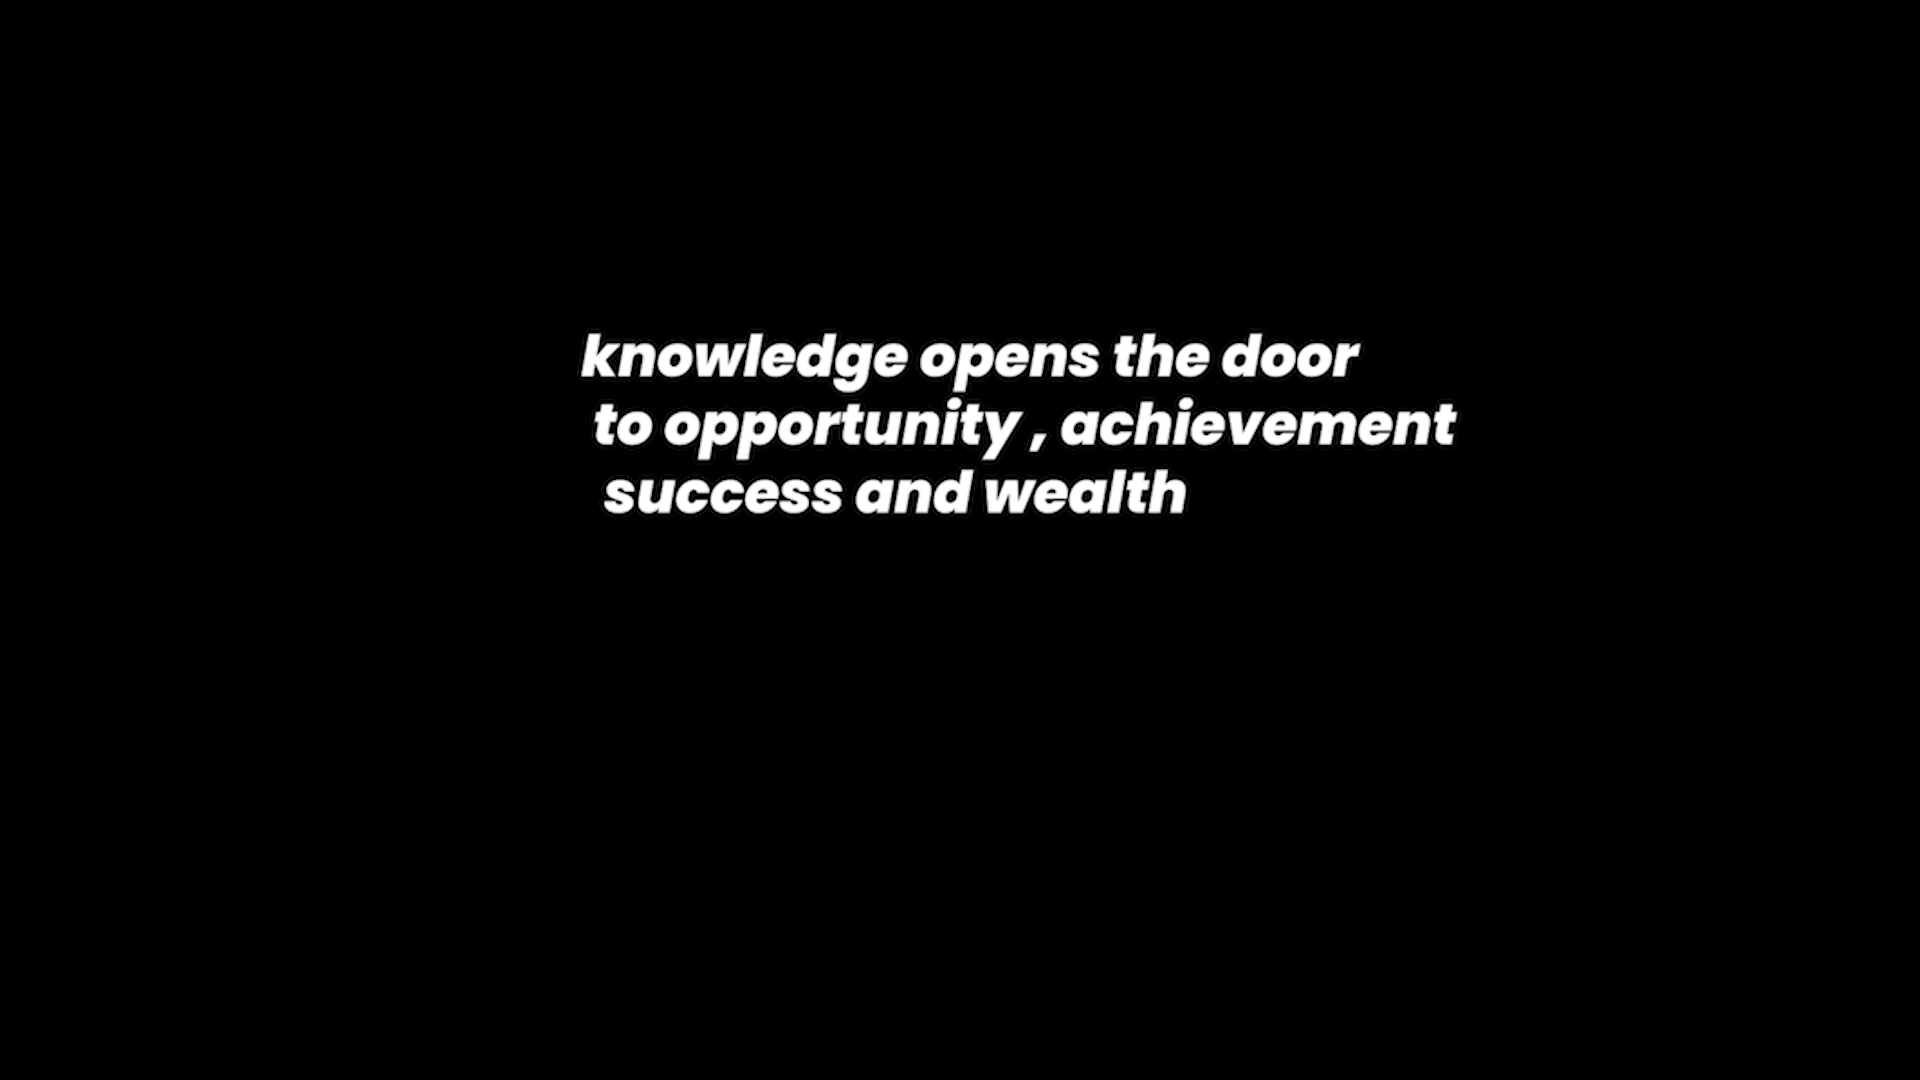 knowledge opens the door
to opportunity , achievement
success and wealth